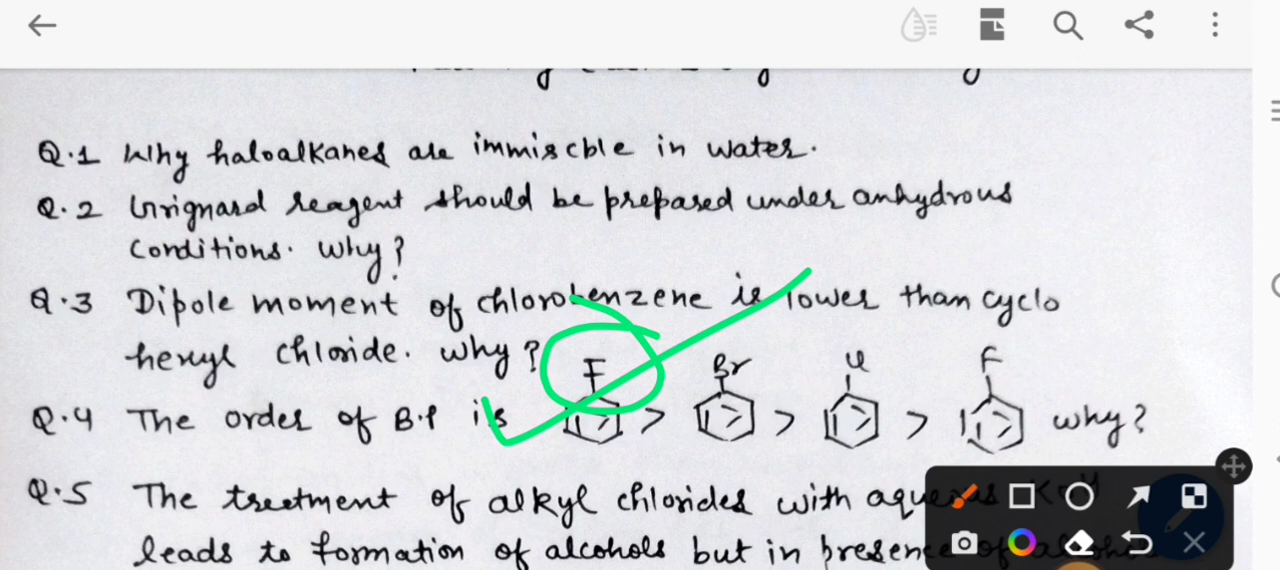 Q.1 Why haloalkanes are immiscble in water.
Q.2 Grignard reagent should be prepared under anhydrous
conditions. why?
Q.3 Dipole moment of chlorobenzene is lower than cyclo
hexyl chloride. why?
I Br Cl F
Q.4 The order of B.P is > > > why?
Q.5 The treetment of alkyl chlorides with aqueous KOH
leads to formation of alcohols but in presence of